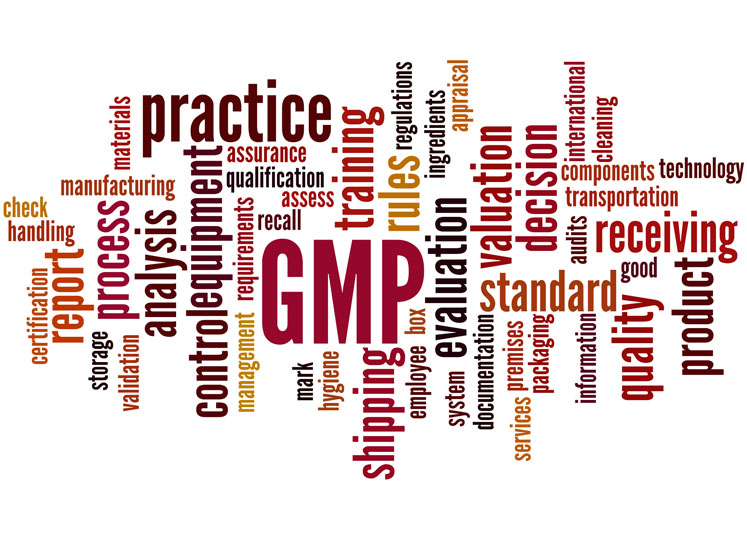 practice
materials
manufacturing
check
handling
process
analysis
equipment
control
assurance
qualification
assess
recall
requirements
training
rules
regulations
ingredients
appraisal
valuation
decision
international
cleaning
components
technology
transportation
audits
receiving
good
GMP
evaluation
standard
product
quality
report
certification
storage
validation
management
mark
hygiene
shipping
employee
box
system
documentation
premises
packaging
services
information